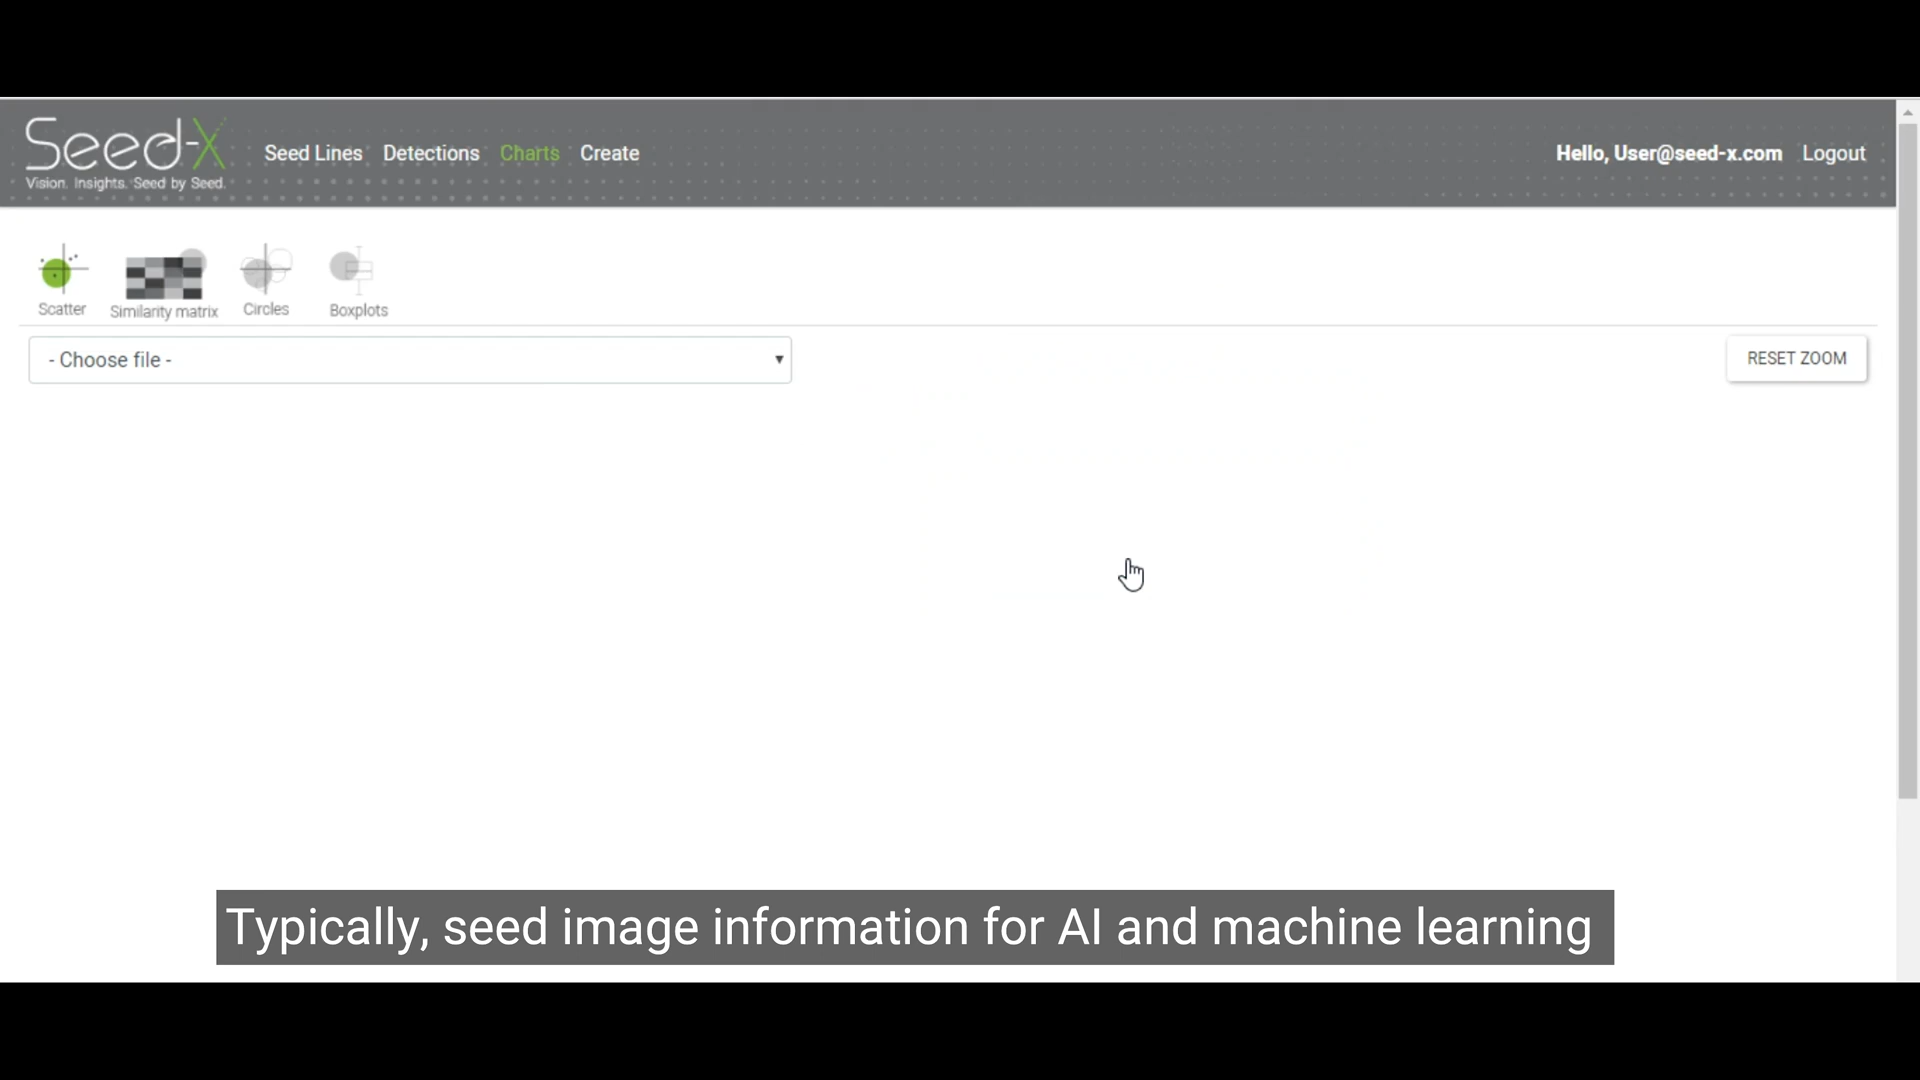 Seed-X
Vision. Insights. Seed by Seed.
Seed Lines Detections Charts Create
Hello, User@seed-x.com Logout
Scatter Similarity matrix Circles Boxplots
- Choose file -
RESET ZOOM
Typically, seed image information for AI and machine learning